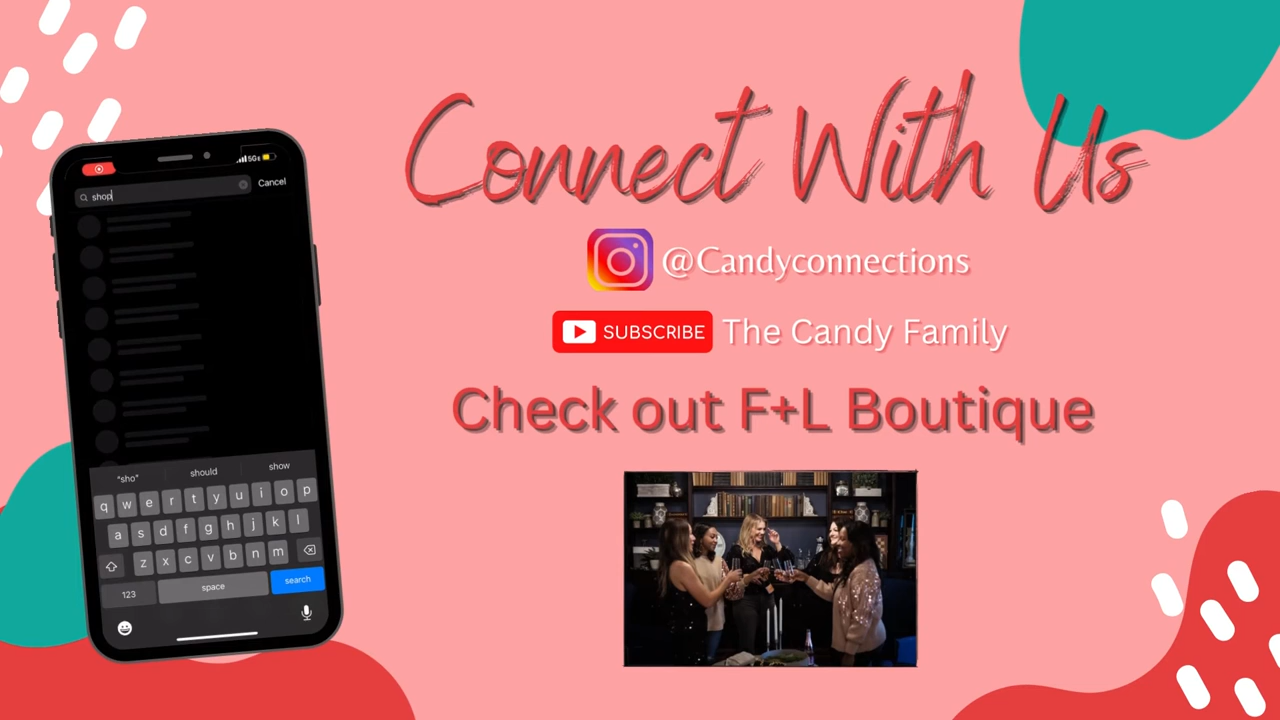 Connect With Us
@Candyconnections
SUBSCRIBE The Candy Family
Check out F+L Boutique
5GE
shop
Cancel
"sho" should show
q w e r t y u i o p
a s d f g h j k l
z x c v b n m
123 space search